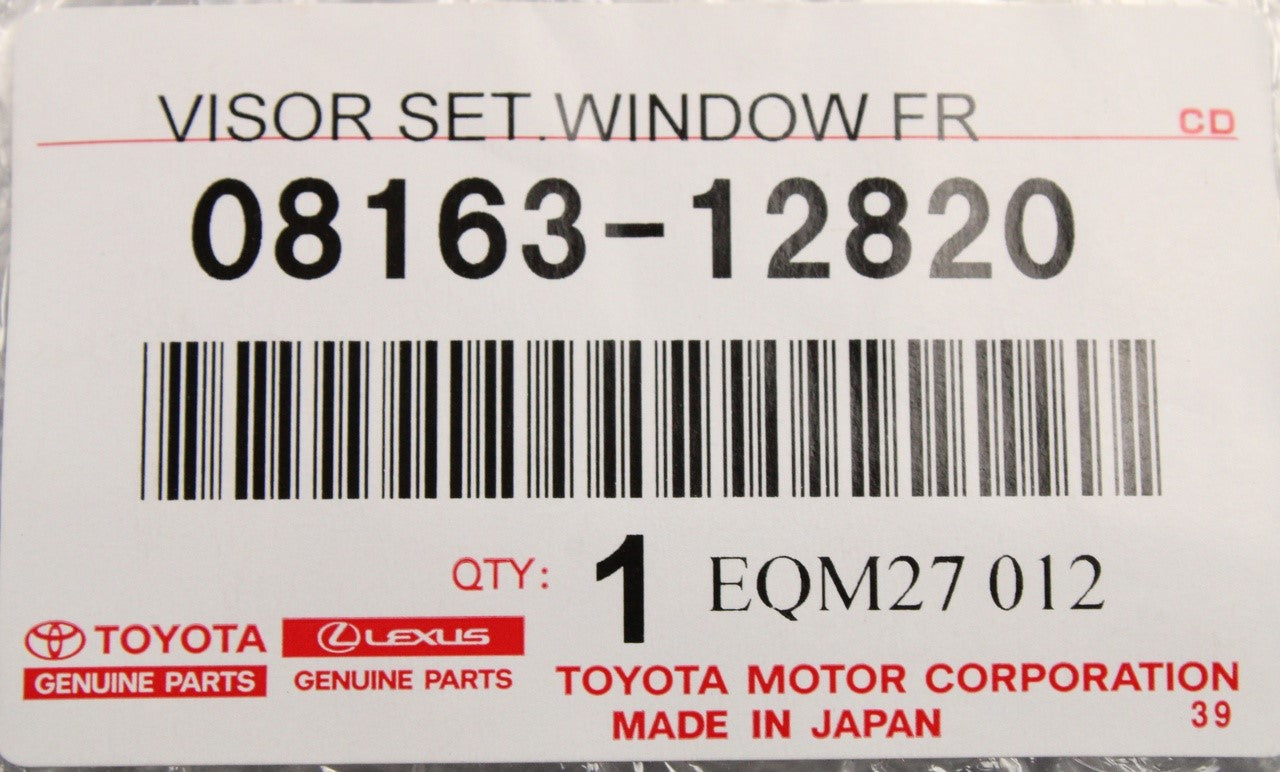 VISOR SET.WINDOW FR
CD
08163-12820
QTY: 1 EQM27 012
TOYOTA LEXUS
GENUINE PARTS GENUINE PARTS
TOYOTA MOTOR CORPORATION
MADE IN JAPAN 39